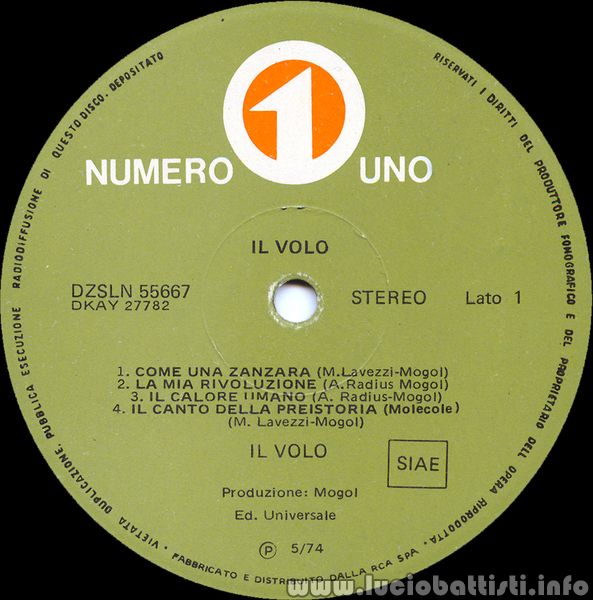 1
NUMERO UNO
IL VOLO
DZSLN 55667
DKAY 27782
STEREO
Lato 1
1. COME UNA ZANZARA (M.Lavezzi-Mogol)
2. LA MIA RIVOLUZIONE (A.Radius Mogol)
3. IL CALORE UMANO (A. Radius-Mogol)
4. IL CANTO DELLA PREISTORIA (Molecole)
(M. Lavezzi-Mogol)
IL VOLO
SIAE
Produzione: Mogol
Ed. Universale
Ⓟ 5/74
RISERVATI I DIRITTI DEL PRODUTTORE FONOGRAFICO E DEL PROPRIETARIO DELL OPERA RIPRODOTTA - VIETATA DUPLICAZIONE, PUBBLICA ESECUZIONE RADIODIFFUSIONE DI QUESTO DISCO, DEPOSITATO
• FABBRICATO E DISTRIBUITO DALLA RCA SPA •
www.luciobattisti.info